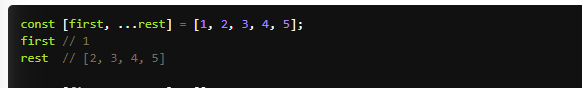 const [first, ...rest] = [1, 2, 3, 4, 5];
first // 1
rest  // [2, 3, 4, 5]